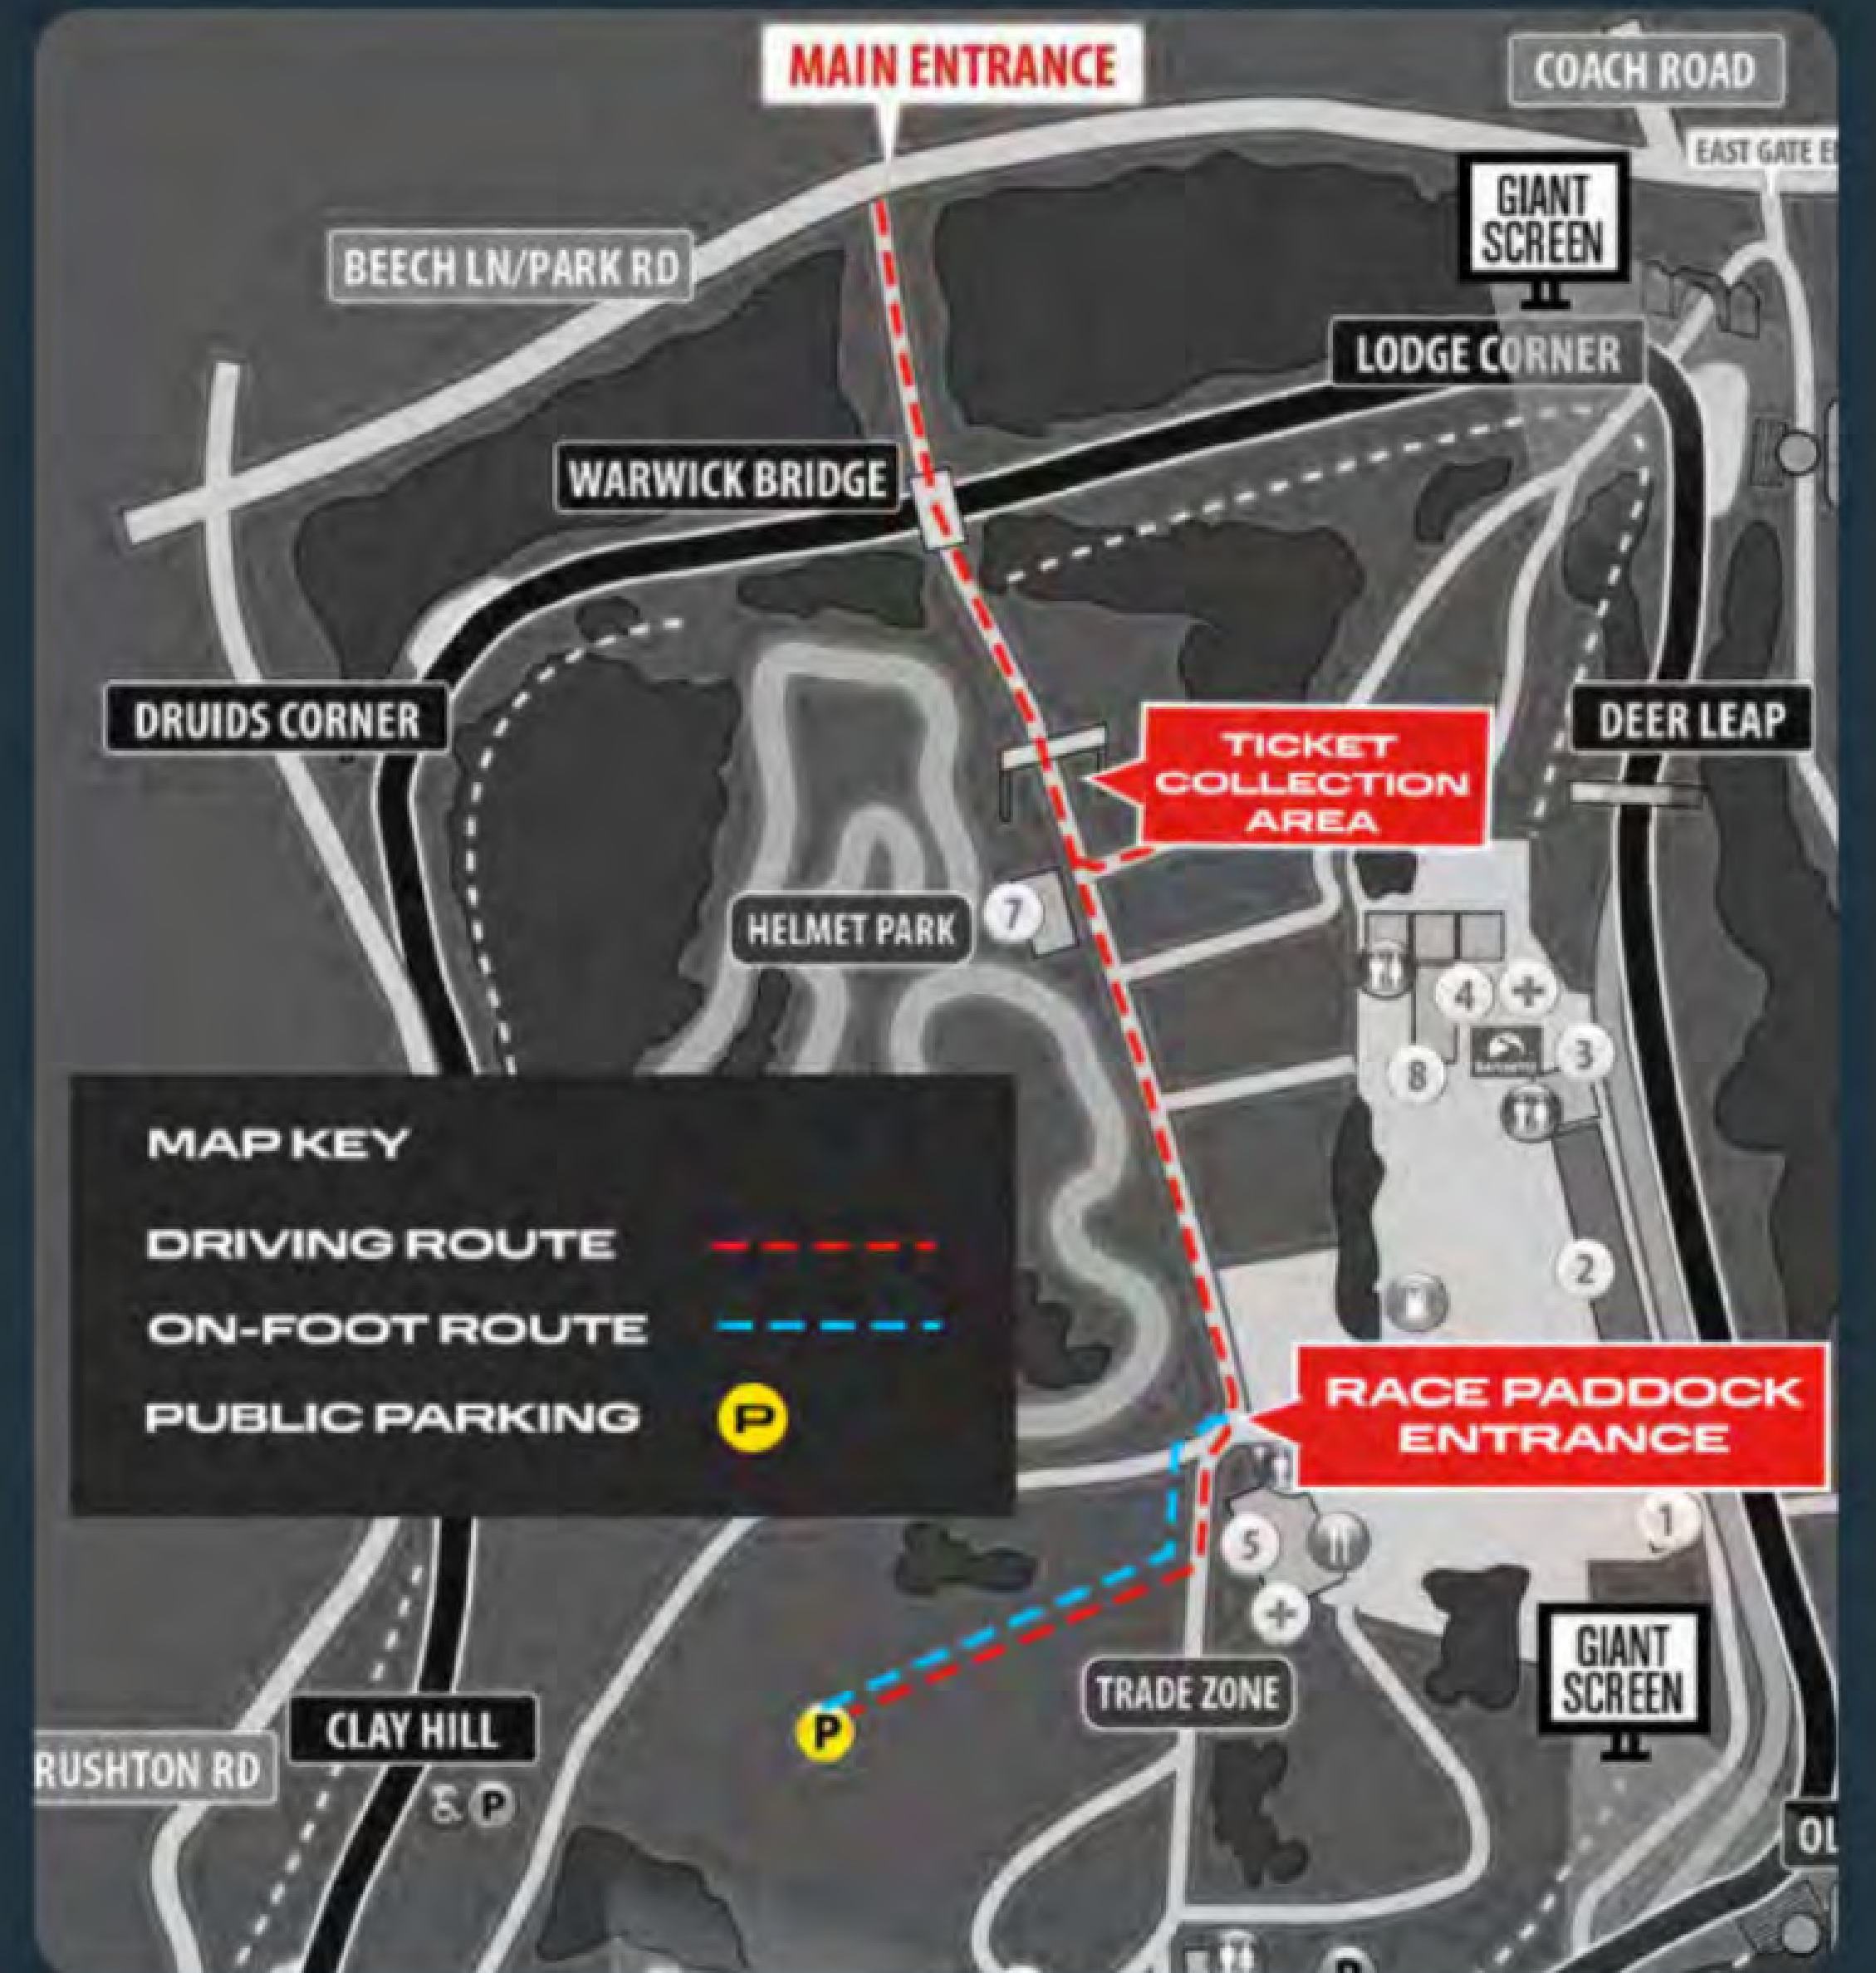 MAIN ENTRANCE
COACH ROAD
EAST GATE
GIANT
SCREEN
BEECH LN/PARK RD
LODGE CORNER
WARWICK BRIDGE
DRUIDS CORNER
DEER LEAP
TICKET
COLLECTION
AREA
HELMET PARK
7
4
3
8
MAP KEY
DRIVING ROUTE
ON-FOOT ROUTE
PUBLIC PARKING
P
2
RACE PADDOCK
ENTRANCE
1
5
TRADE ZONE
GIANT
SCREEN
P
CLAY HILL
RUSHTON RD
P
OL